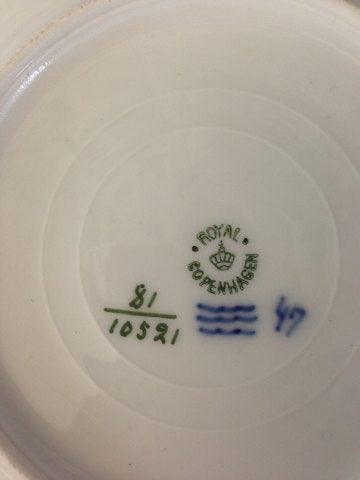 ROYAL
COPENHAGEN
81
10521
47